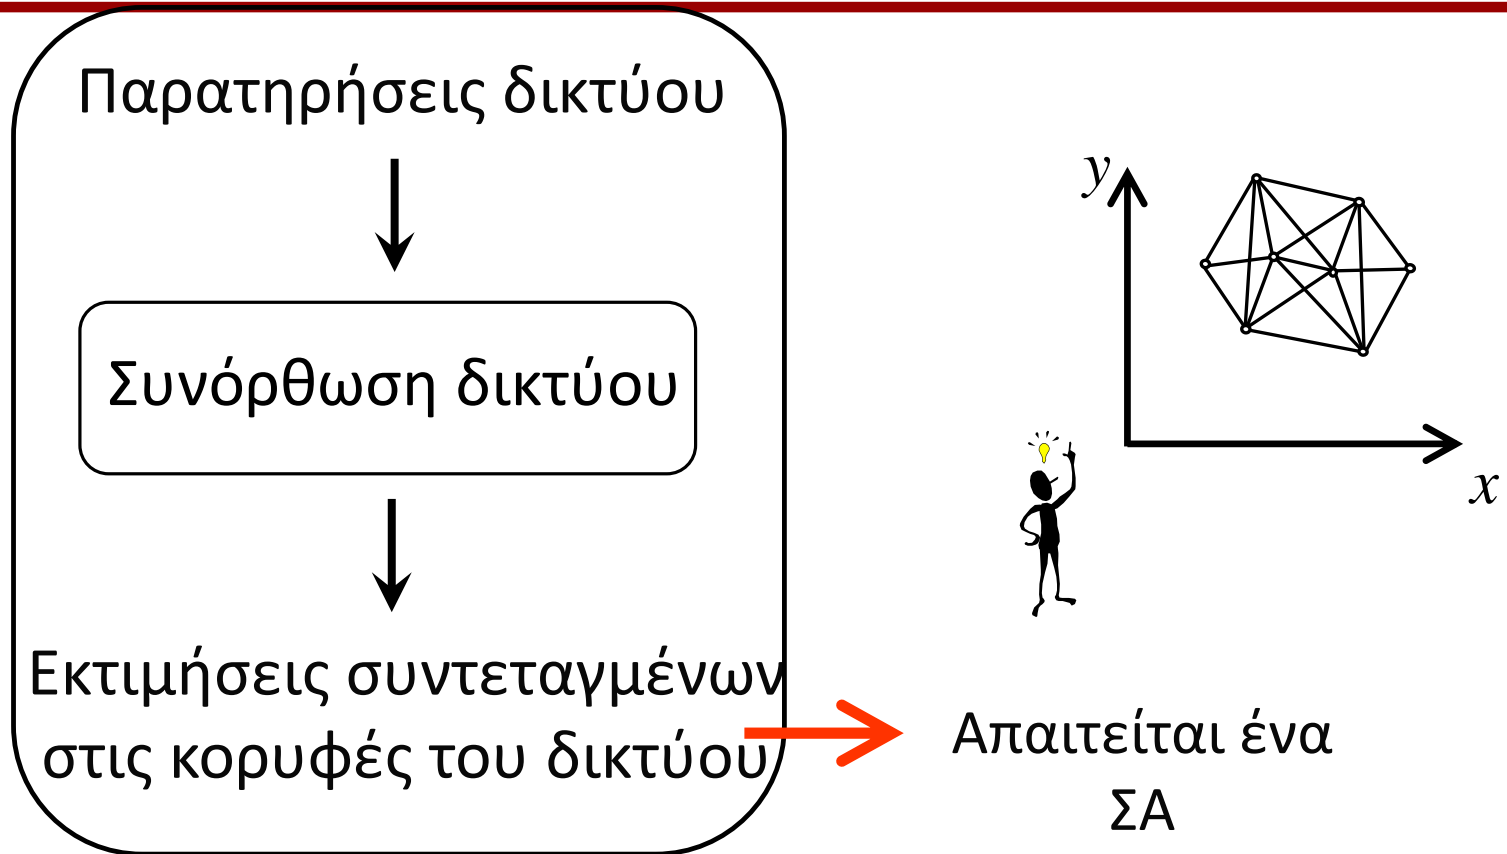 Παρατηρήσεις δικτύου
Συνόρθωση δικτύου
Εκτιμήσεις συντεταγμένων
στις κορυφές του δικτύου
y
x
Απαιτείται ένα
ΣΑ